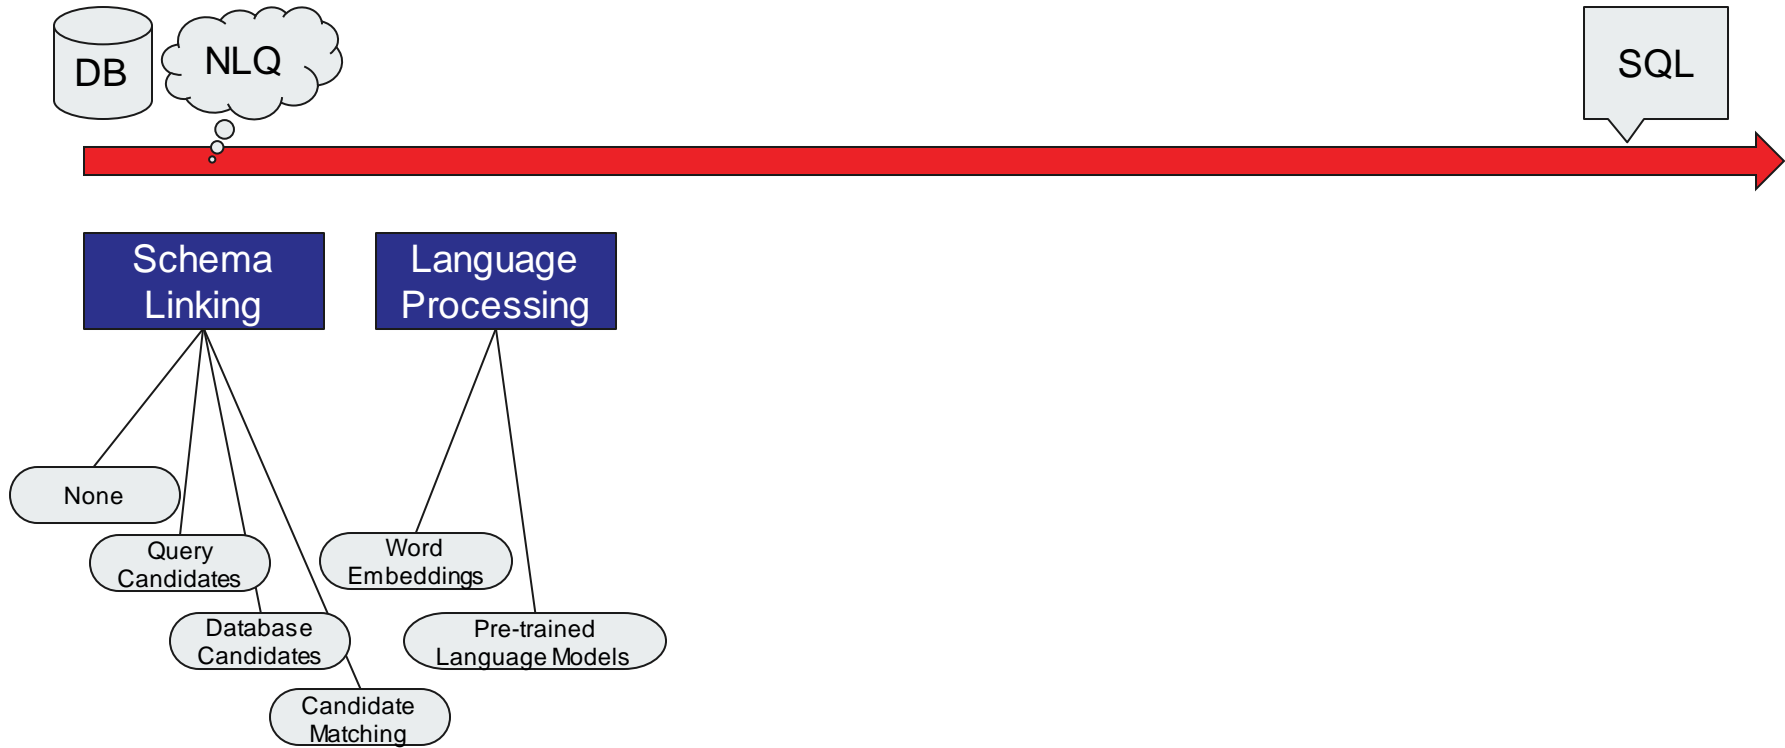 DB
NLQ
SQL
Schema
Linking
Language
Processing
None
Query
Candidates
Word
Embeddings
Database
Candidates
Pre-trained
Language Models
Candidate
Matching